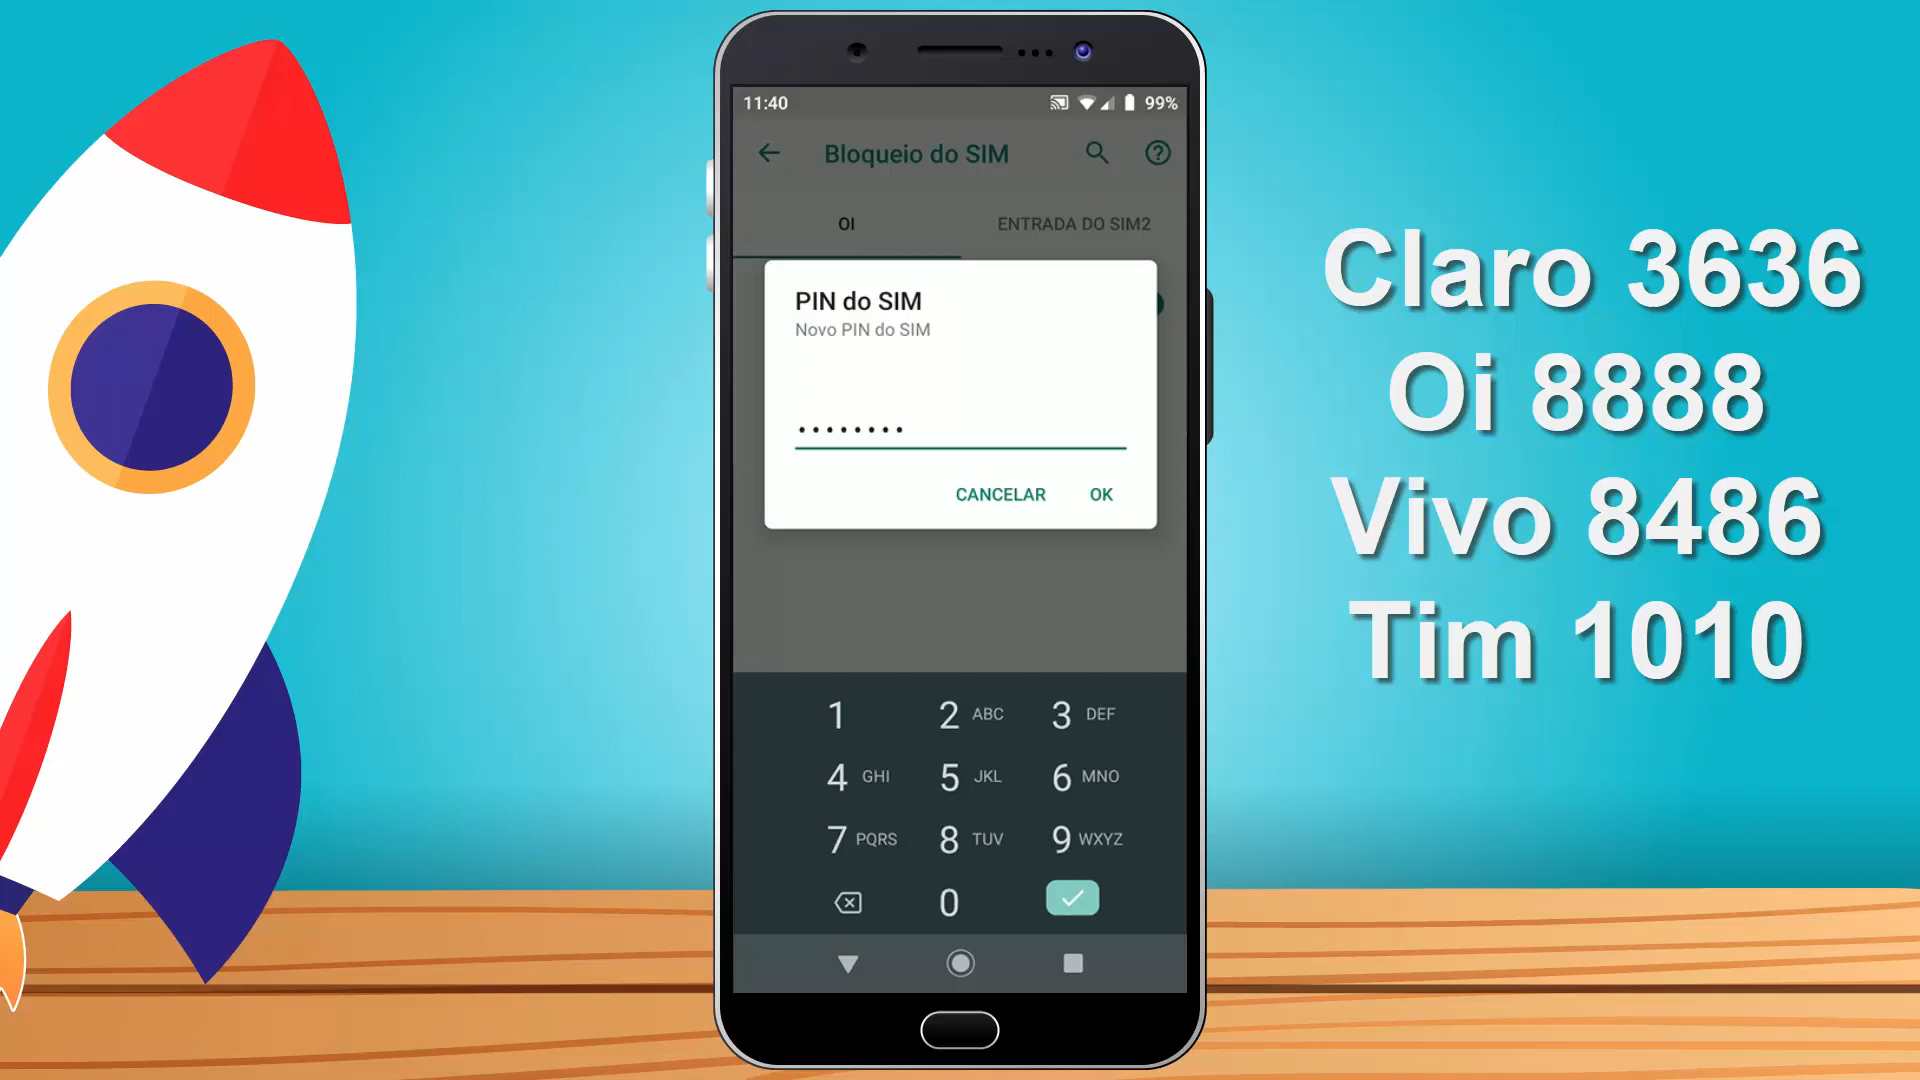 11:40
99%
Bloqueio do SIM
OI
ENTRADA DO SIM2
PIN do SIM
Novo PIN do SIM
CANCELAR
OK
1
2 ABC
3 DEF
4 GHI
5 JKL
6 MNO
7 PQRS
8 TUV
9 WXYZ
0
Claro 3636
Oi 8888
Vivo 8486
Tim 1010